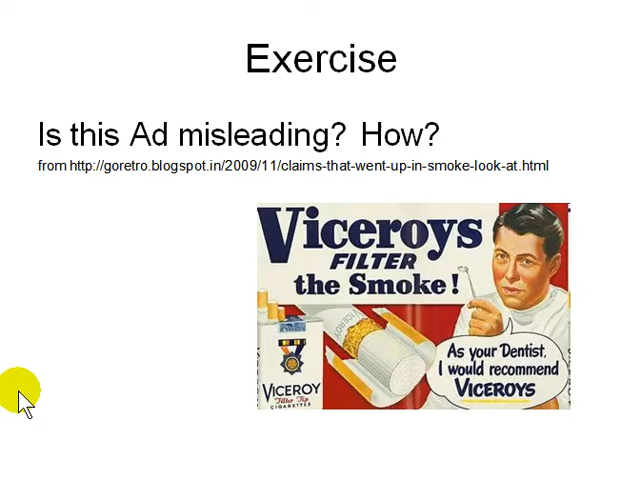 Exercise
Is this Ad misleading? How?
from http://goretro.blogspot.in/2009/11/claims-that-went-up-in-smoke-look-at.html
Viceroys
FILTER
the Smoke!
VICEROY
As your Dentist,
I would recommend
VICEROYS
VICEROY
Filter Tip
CIGARETTES